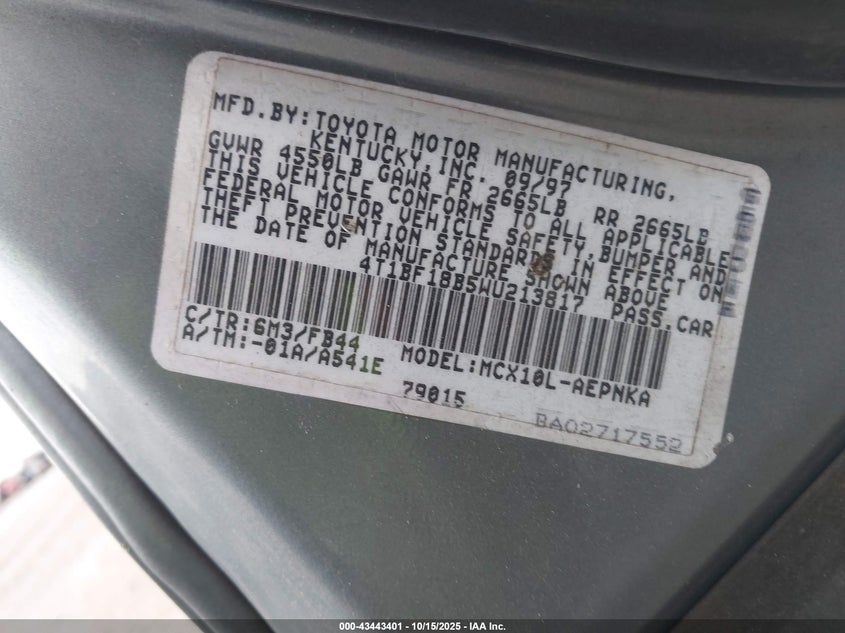 MFD.BY:TOYOTA MOTOR MANUFACTURING,
KENTUCKY,INC. 09/97
GVWR 4550LB GAWR FR 2665LB RR 2665LB
THIS VEHICLE CONFORMS TO ALL APPLICABLE
FEDERAL MOTOR VEHICLE SAFETY,BUMPER AND
THEFT PREVENTION STANDARDS IN EFFECT ON
THE DATE OF MANUFACTURE SHOWN ABOVE
4T1BF18B5WU213817 PASS.CAR
C/TR:6M3/FB44
A/TM:-01A/A541E MODEL:MCX10L-AEPNKA
79015
BA02717552
000-43443401 - 10/15/2025 - IAA Inc.